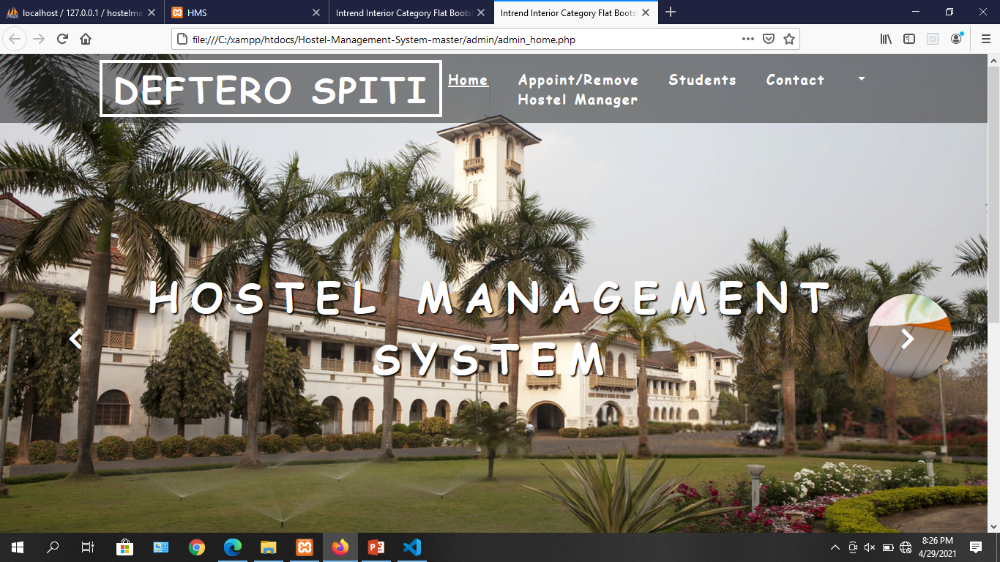 localhost / 127.0.0.1 / hostelma
HMS
Intrend Interior Category Flat Boots
Intrend Interior Category Flat Boots
file:///C:/xampp/htdocs/Hostel-Management-System-master/admin/admin_home.php
DEFTERO SPITI
Home
Appoint/Remove
Hostel Manager
Students
Contact
HOSTEL MANAGEMENT
SYSTEM
8:26 PM
4/29/2021